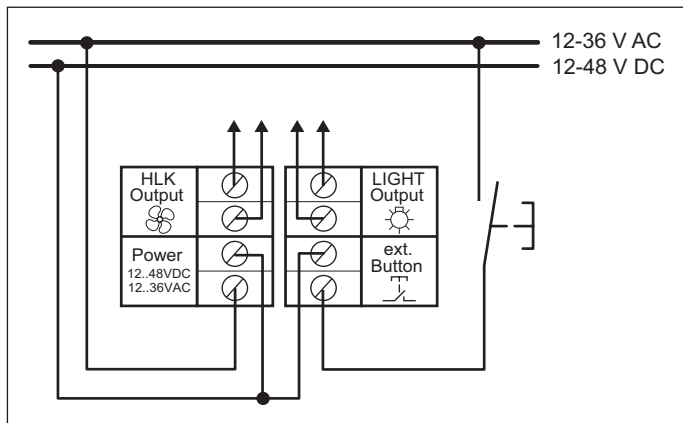 12-36 V AC
12-48 V DC
HLK
Output
LIGHT
Output
Power
12..48VDC
12..36VAC
ext.
Button